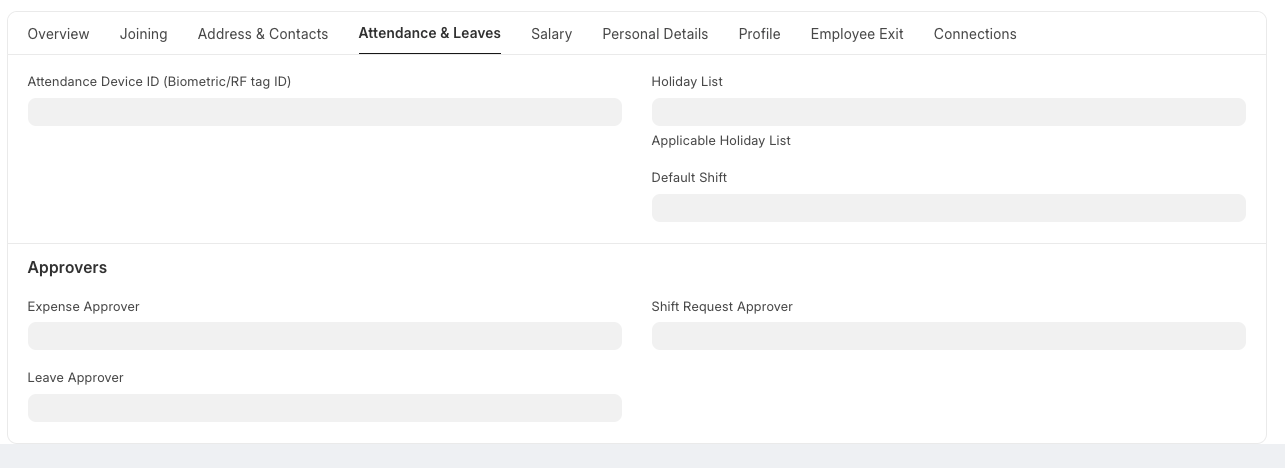 Overview Joining Address & Contacts Attendance & Leaves Salary Personal Details Profile Employee Exit Connections
Attendance Device ID (Biometric/RF tag ID)
Holiday List
Applicable Holiday List
Default Shift
Approvers
Expense Approver
Shift Request Approver
Leave Approver